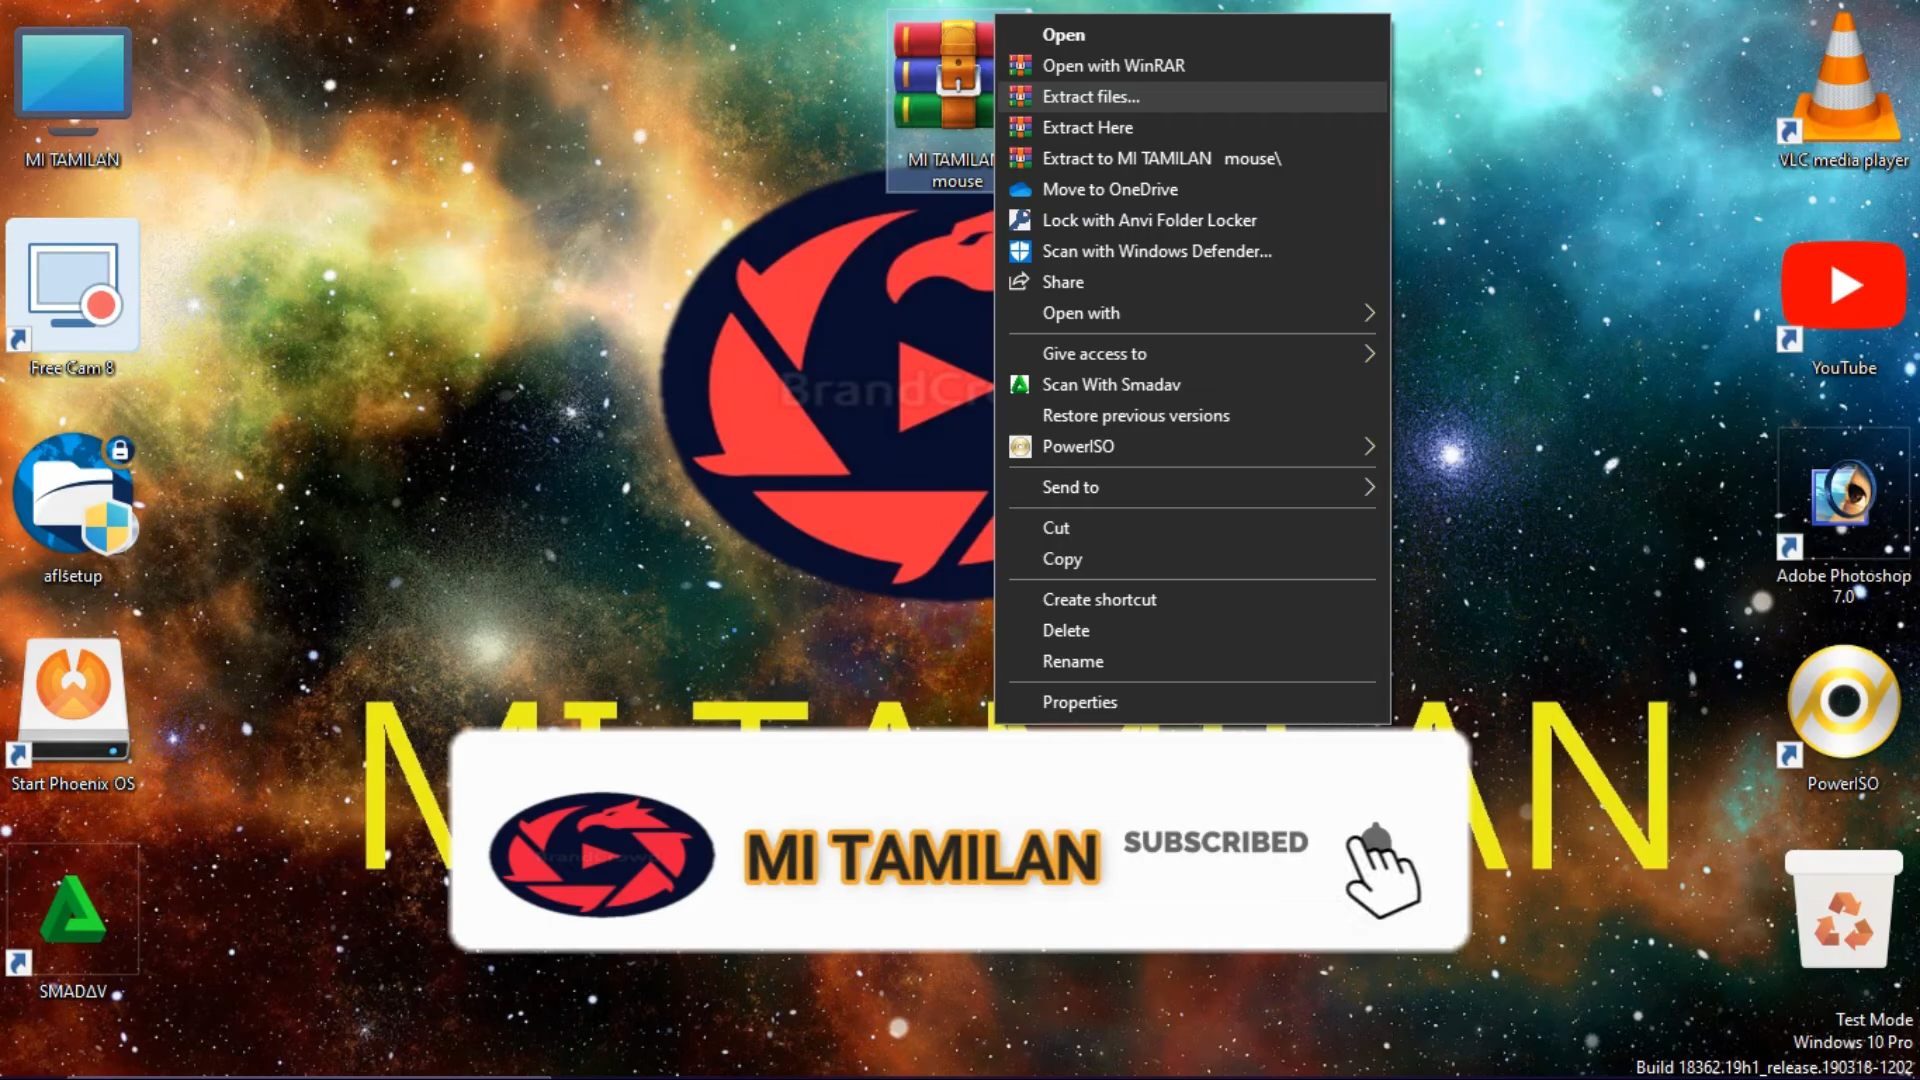 MI TAMILAN
Free Cam 8
aflsetup
Start Phoenix OS
SMADΔV
MI TAMILAN
mouse
Open
Open with WinRAR
Extract files...
Extract Here
Extract to MI TAMILAN mouse\
Move to OneDrive
Lock with Anvi Folder Locker
Scan with Windows Defender...
Share
Open with
Give access to
Scan With Smadav
Restore previous versions
PowerISO
Send to
Cut
Copy
Create shortcut
Delete
Rename
Properties
VLC media player
YouTube
Adobe Photoshop
7.0
PowerISO
MI TAMILAN
MI TAMILAN
SUBSCRIBED
Test Mode
Windows 10 Pro
Build 18362.19h1_release.190318-1202